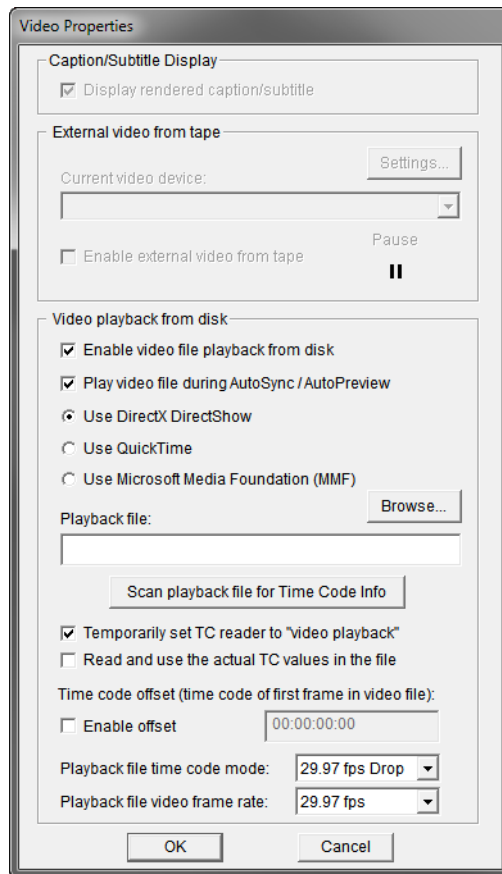 Video Properties
Caption/Subtitle Display
Display rendered caption/subtitle
External video from tape
Settings...
Current video device:
Enable external video from tape
Pause
Video playback from disk
Enable video file playback from disk
Play video file during AutoSync / AutoPreview
Use DirectX DirectShow
Use QuickTime
Use Microsoft Media Foundation (MMF)
Browse...
Playback file:
Scan playback file for Time Code Info
Temporarily set TC reader to "video playback"
Read and use the actual TC values in the file
Time code offset (time code of first frame in video file):
Enable offset 00:00:00:00
Playback file time code mode: 29.97 fps Drop
Playback file video frame rate: 29.97 fps
OK Cancel